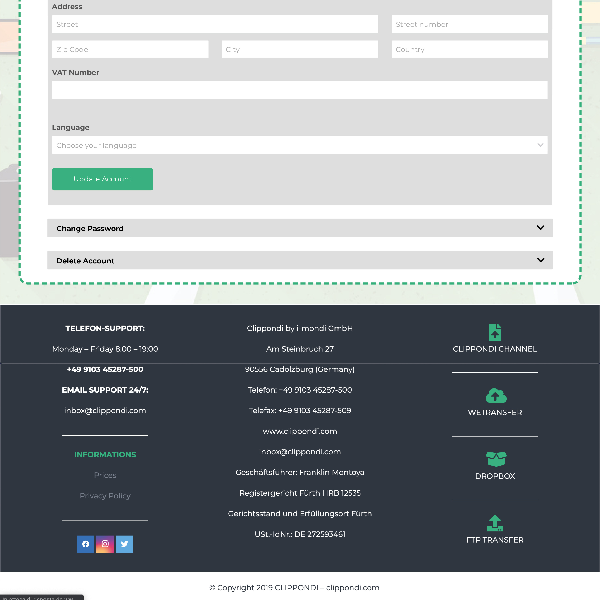 Address
Street
Street number
Zip Code
City
Country
VAT Number
Language
Choose your language
Update Account
Change Password
Delete Account
TELEFON-SUPPORT:
Monday – Friday 8:00 – 19:00
+49 9103 45287-500
EMAIL SUPPORT 24/7:
inbox@clippondi.com
INFORMATIONS
Prices
Privacy Policy
Clippondi by i-mondi GmbH
Am Steinbruch 27
90556 Cadolzburg (Germany)
Telefon: +49 9103 45287-500
Telefax: +49 9103 45287-509
www.clippondi.com
inbox@clippondi.com
Geschäftsführer: Franklin Montoya
Registergericht Fürth HRB 12535
Gerichtsstand und Erfüllungsort Fürth
USt.-IdNr.: DE 272593461
CLIPPONDI CHANNEL
WETRANSFER
DROPBOX
FTP TRANSFER
© Copyright 2019 CLIPPONDI - clippondi.com